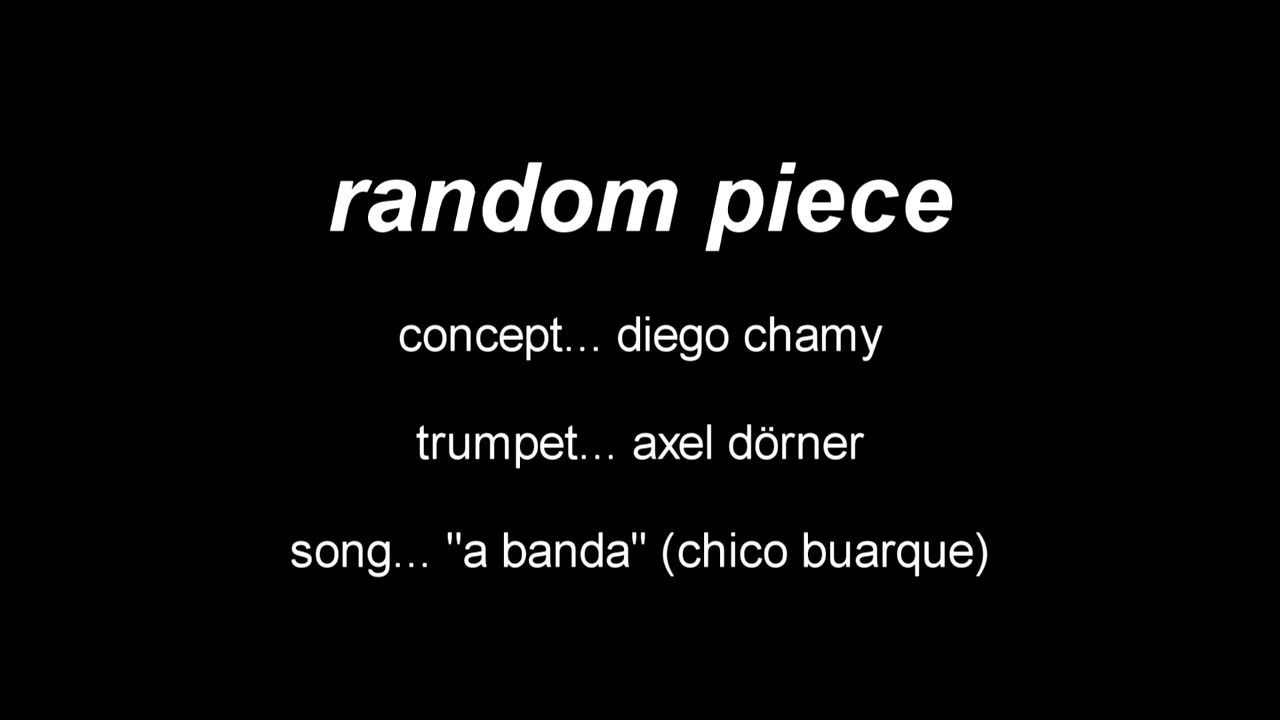 random piece
concept... diego chamy
trumpet... axel dörner
song... "a banda" (chico buarque)